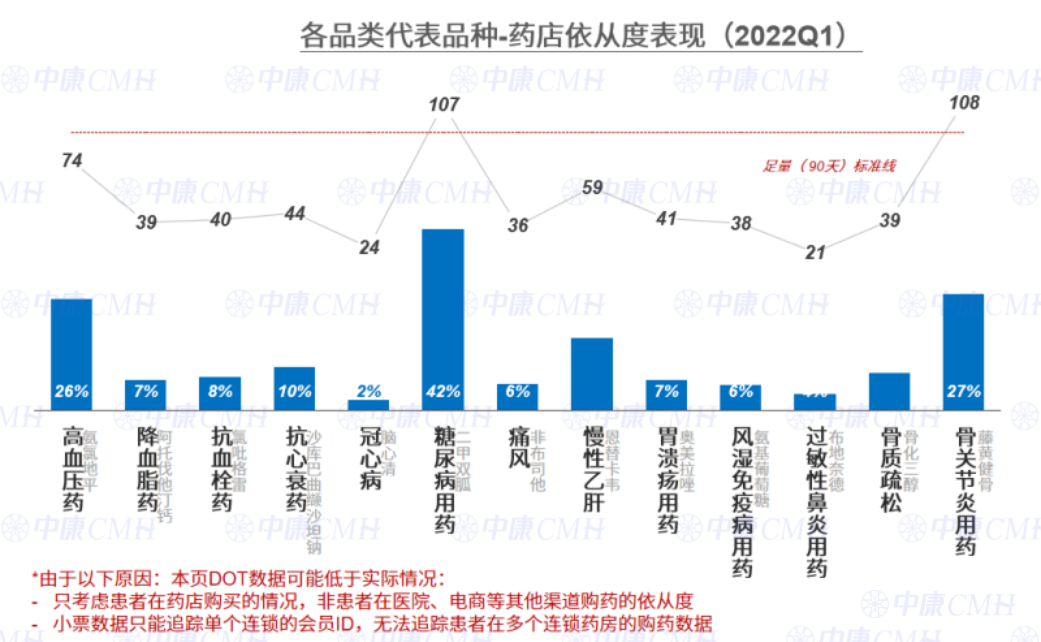 各品类代表品种-药店依从度表现（2022Q1）
中康CMH
107
108
74
足量（90天）标准线
39
40
44
24
36
59
41
38
21
39
26%
7%
8%
10%
2%
42%
6%
7%
6%
27%
高血压药
氨氯地平
降血脂药
阿托伐他汀钙
抗血栓药
氯吡格雷
抗心衰药
沙库巴曲缬沙坦钠
冠心病
脑心清
糖尿病用药
二甲双胍
痛风
非布司他
慢性乙肝
恩替卡韦
胃溃疡用药
奥美拉唑
风湿免疫病用药
氨基葡萄糖
过敏性鼻炎用药
布地奈德
骨质疏松
骨化三醇
骨关节炎用药
藤黄健骨
*由于以下原因：本页DOT数据可能低于实际情况：
- 只考虑患者在药店购买的情况，非患者在医院、电商等其他渠道购药的依从度
- 小票数据只能追踪单个连锁的会员ID，无法追踪患者在多个连锁药房的购药数据